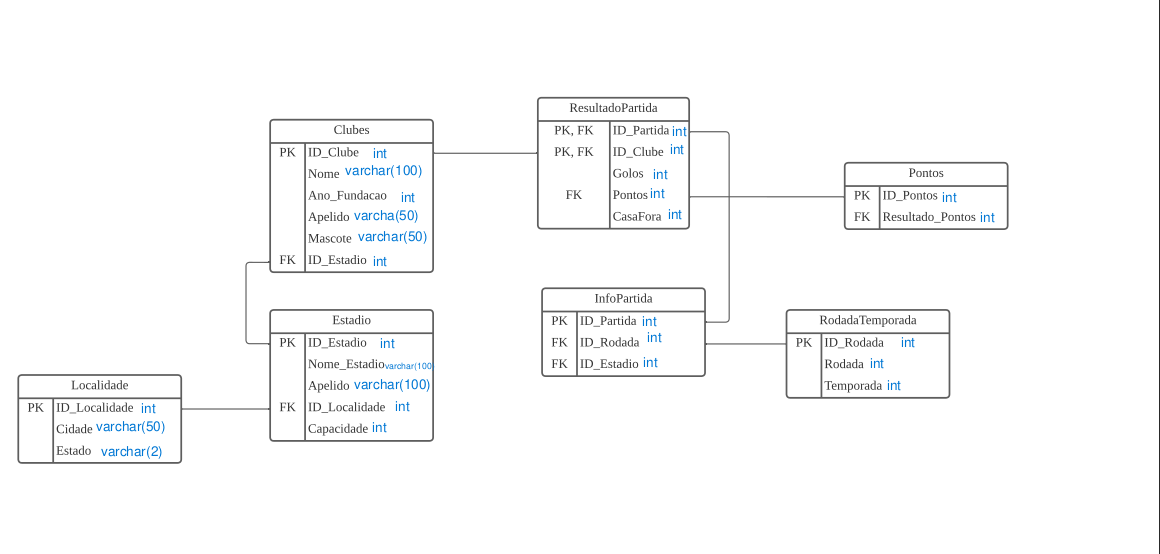 Clubes
PK ID_Clube int
Nome varchar(100)
Ano_Fundacao int
Apelido varcha(50)
Mascote varchar(50)
FK ID_Estadio int
ResultadoPartida
PK, FK ID_Partida int
PK, FK ID_Clube int
Golos int
FK Pontos int
CasaFora int
Pontos
PK ID_Pontos int
FK Resultado_Pontos int
Estadio
PK ID_Estadio int
Nome_Estadio varchar(100
Apelido varchar(100)
FK ID_Localidade int
Capacidade int
InfoPartida
PK ID_Partida int
FK ID_Rodada int
FK ID_Estadio int
RodadaTemporada
PK ID_Rodada int
Rodada int
Temporada int
Localidade
PK ID_Localidade int
Cidade varchar(50)
Estado varchar(2)